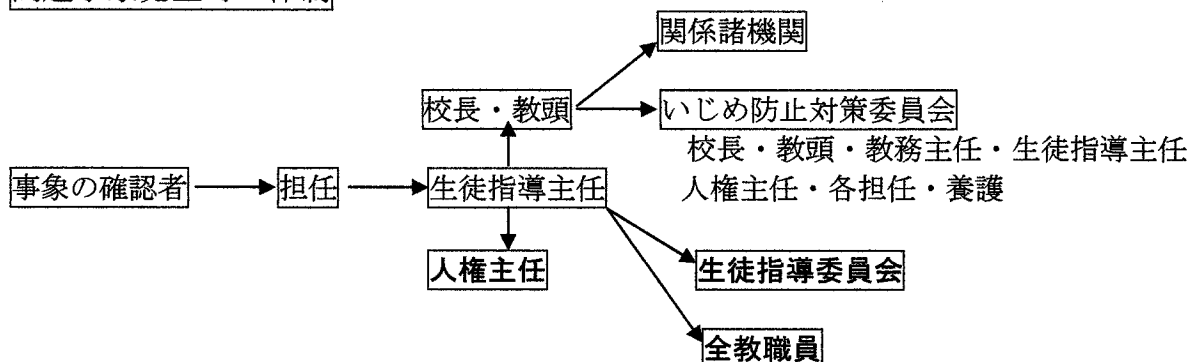 関係諸機関
校長・教頭
いじめ防止対策委員会
校長・教頭・教務主任・生徒指導主任
事象の確認者
担任
生徒指導主任
人権主任・各担任・養護
人権主任
生徒指導委員会
全教職員